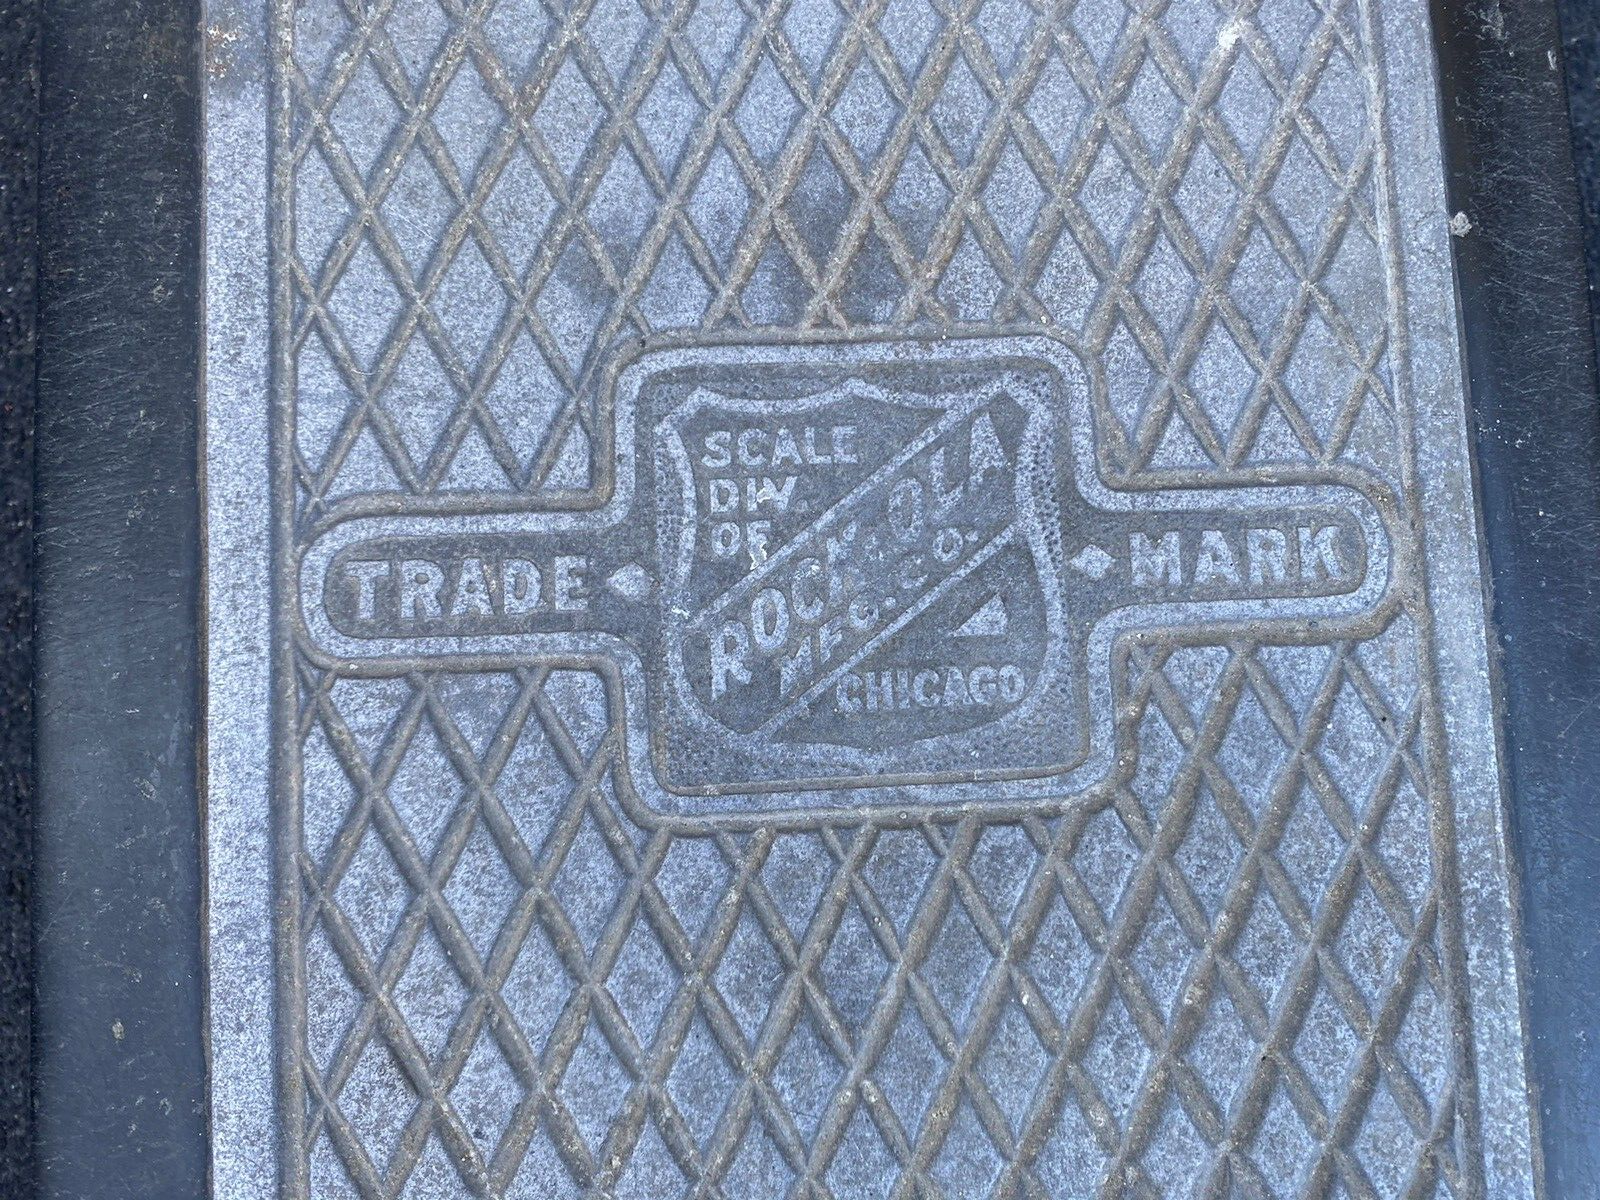 TRADE
SCALE
DIV.
OF
ROCK-OLA
MFG. CO.
CHICAGO
MARK